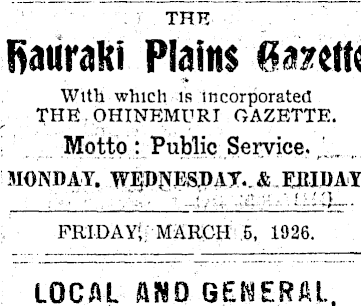 THE
Hauraki Plains Gazette
With which is incorporated
THE OHINEMURI GAZETTE.
Motto: Public Service.
MONDAY, WEDNESDAY, & FRIDAY
FRIDAY, MARCH 5, 1926.
LOCAL AND GENERAL.